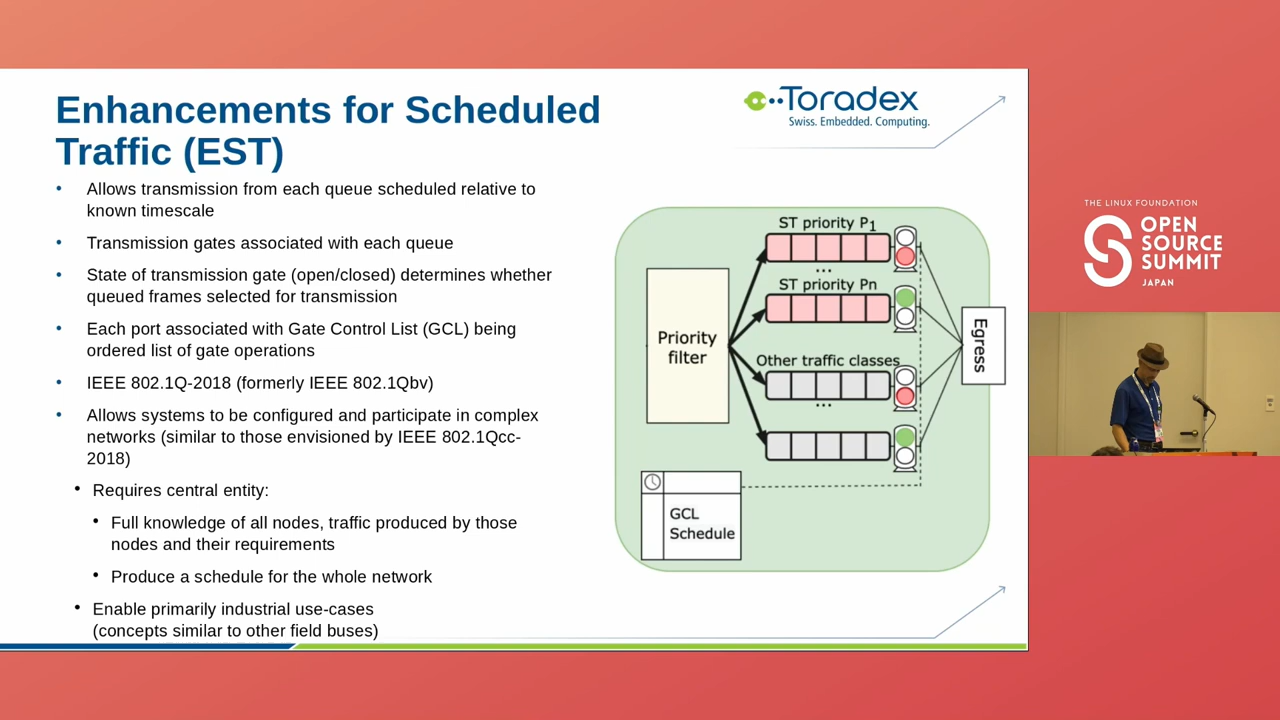 Enhancements for Scheduled
Traffic (EST)
Toradex
Swiss. Embedded. Computing.
• Allows transmission from each queue scheduled relative to
known timescale
• Transmission gates associated with each queue
• State of transmission gate (open/closed) determines whether
queued frames selected for transmission
• Each port associated with Gate Control List (GCL) being
ordered list of gate operations
• IEEE 802.1Q-2018 (formerly IEEE 802.1Qbv)
• Allows systems to be configured and participate in complex
networks (similar to those envisioned by IEEE 802.1Qcc-
2018)
• Requires central entity:
• Full knowledge of all nodes, traffic produced by those
nodes and their requirements
• Produce a schedule for the whole network
• Enable primarily industrial use-cases
(concepts similar to other field buses)
ST priority P1
...
ST priority Pn
Priority
filter
Other traffic classes
...
Egress
GCL
Schedule
THE LINUX FOUNDATION
OPEN
SOURCE
SUMMIT
JAPAN